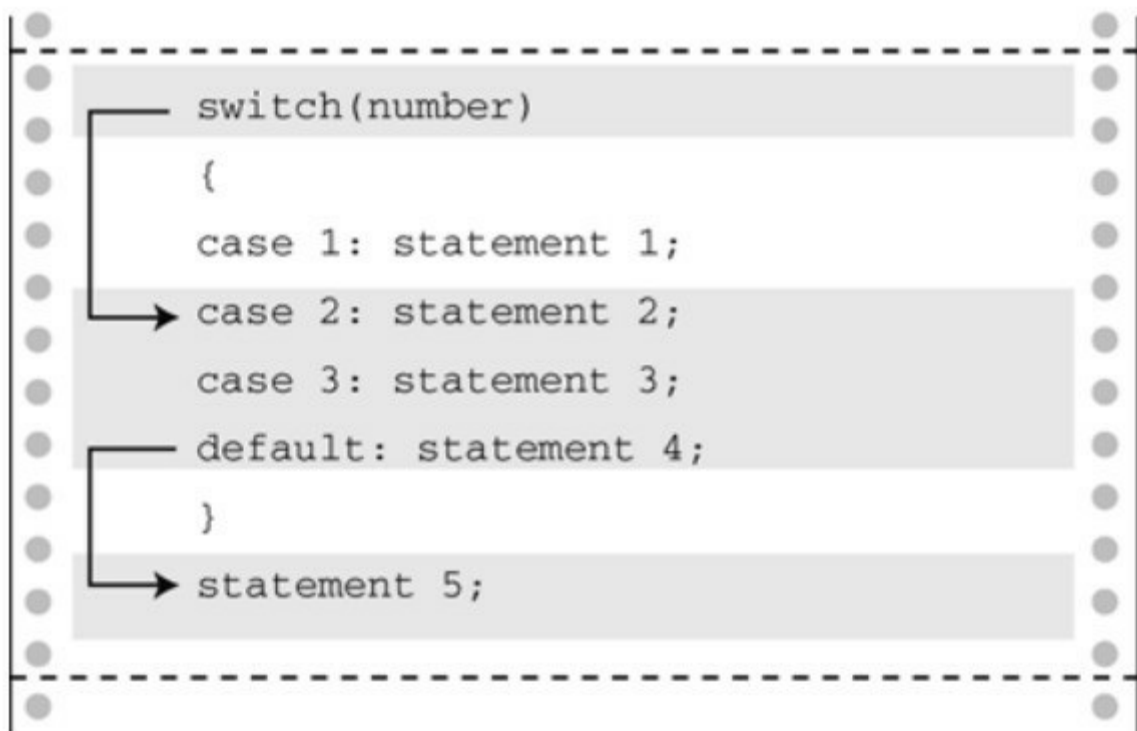 switch(number)
{
case 1: statement 1;
case 2: statement 2;
case 3: statement 3;
default: statement 4;
}
statement 5;